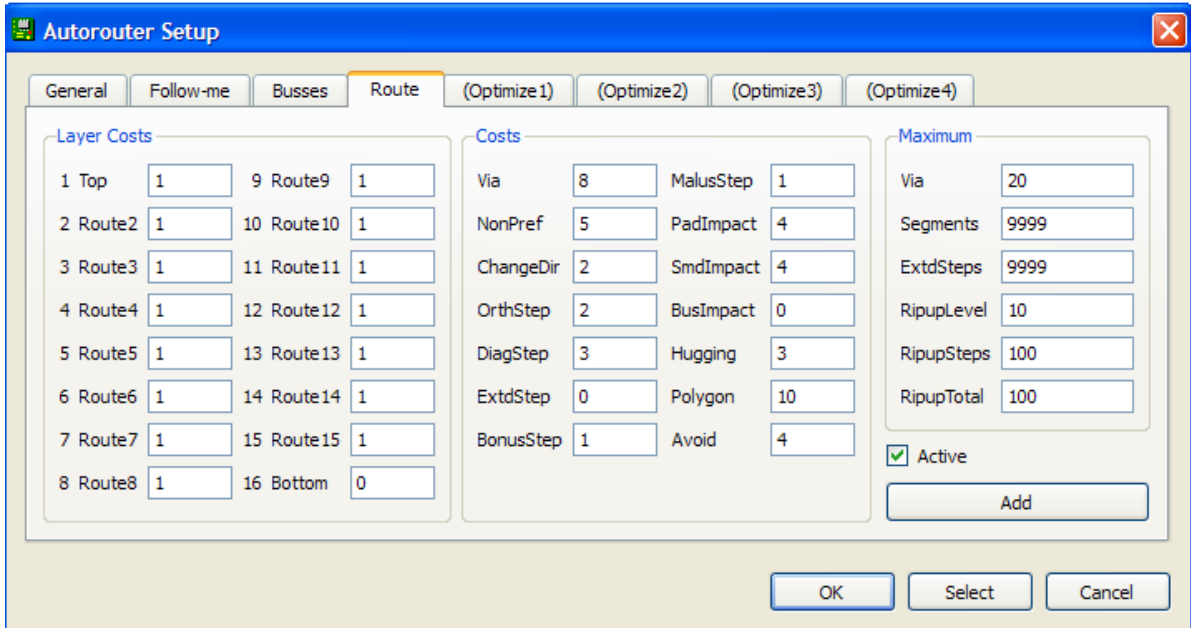 Autorouter Setup
General Follow-me Busses Route (Optimize1) (Optimize2) (Optimize3) (Optimize4)
Layer Costs
1 Top 1 9 Route9 1
2 Route2 1 10 Route10 1
3 Route3 1 11 Route11 1
4 Route4 1 12 Route12 1
5 Route5 1 13 Route13 1
6 Route6 1 14 Route14 1
7 Route7 1 15 Route15 1
8 Route8 1 16 Bottom 0
Costs
Via 8 MalusStep 1
NonPref 5 PadImpact 4
ChangeDir 2 SmdImpact 4
OrthStep 2 BusImpact 0
DiagStep 3 Hugging 3
ExtdStep 0 Polygon 10
BonusStep 1 Avoid 4
Maximum
Via 20
Segments 9999
ExtdSteps 9999
RipupLevel 10
RipupSteps 100
RipupTotal 100
Active
Add
OK Select Cancel